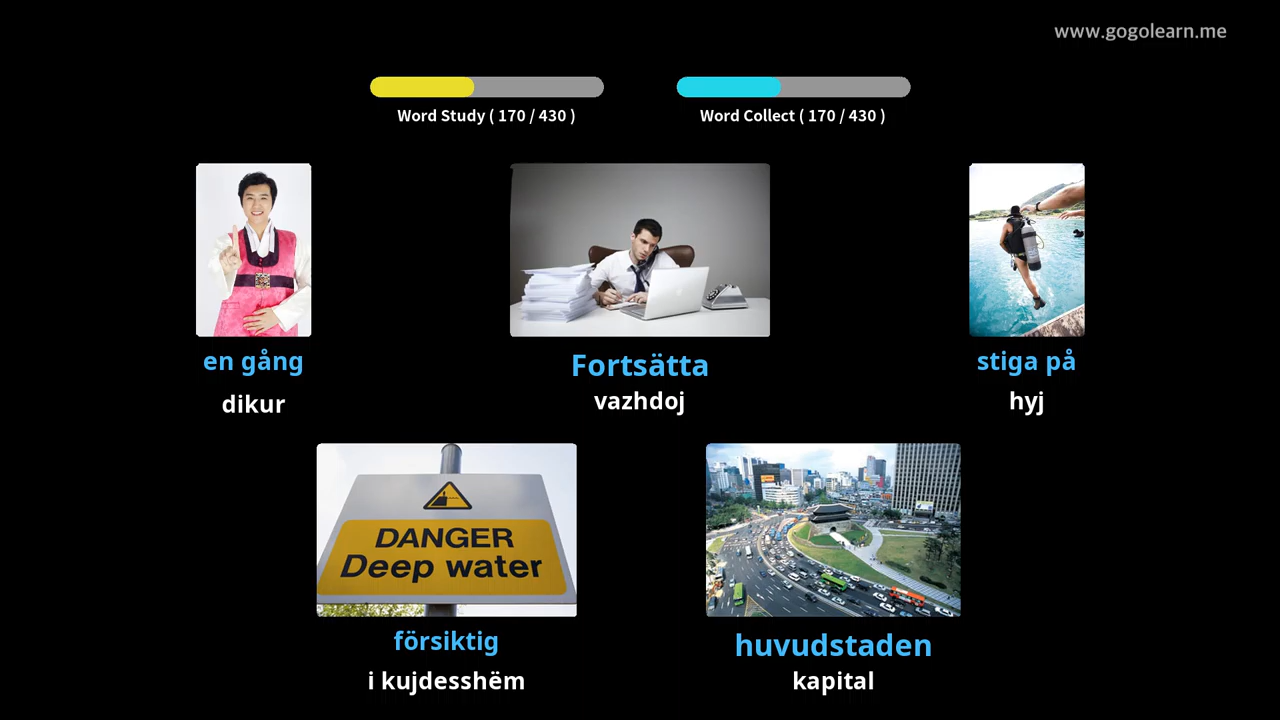 www.gogolearn.me
Word Study ( 170 / 430 )
Word Collect ( 170 / 430 )
en gång
dikur
Fortsätta
vazhdoj
stiga på
hyj
DANGER
Deep water
försiktig
i kujdesshëm
huvudstaden
kapital